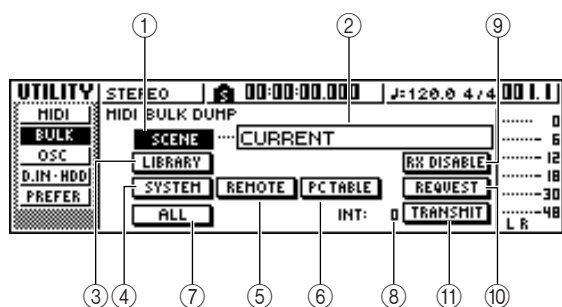 ① ② ⑨
UTILITY STEREO S 00:00:00.000 ♩=120.0 4/4 001.1
MIDI MIDI BULK DUMP 0
BULK SCENE CURRENT 6
OSC LIBRARY RX DISABLE 12
D.IN·HDD SYSTEM REMOTE PC TABLE REQUEST 18
PREFER 30
ALL INT: 0 TRANSMIT 48
L R
③ ④ ⑦ ⑤ ⑥ ⑧ ⑪ ⑩